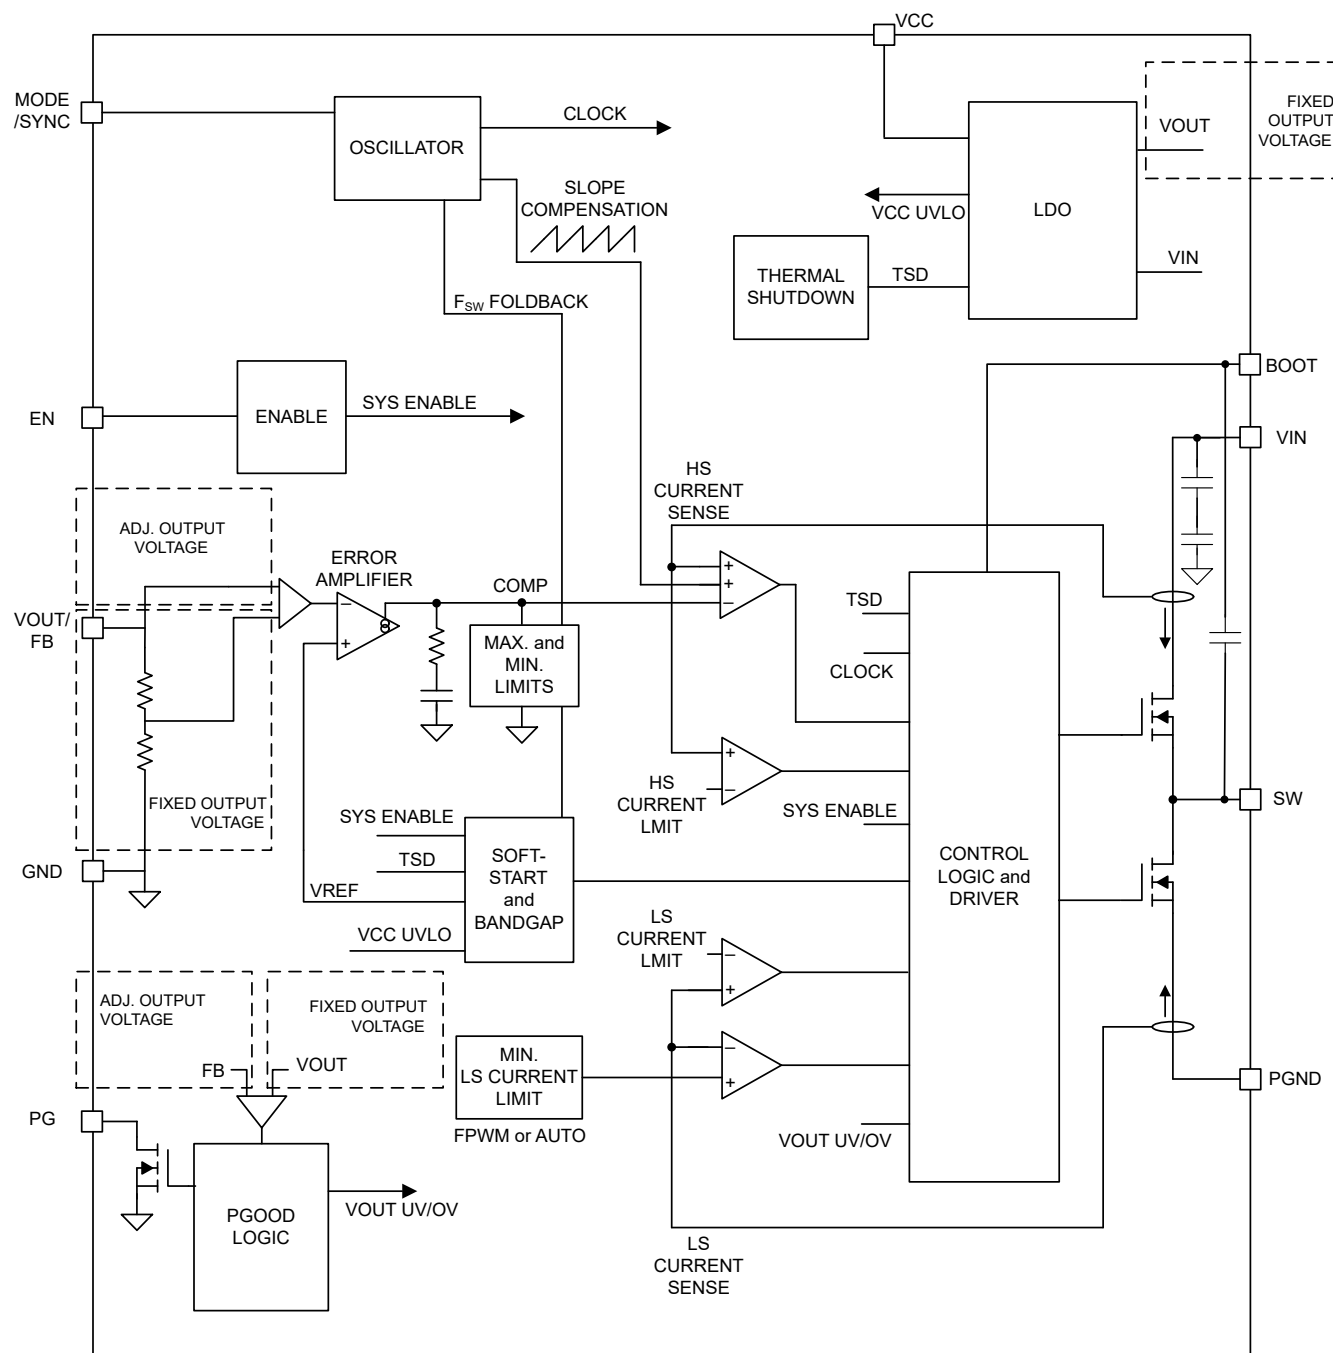 VCC
MODE
/SYNC
OSCILLATOR
CLOCK
SLOPE
COMPENSATION
FSW FOLDBACK
LDO
VOUT
FIXED
OUTPUT
VOLTAGE
VCC UVLO
VIN
THERMAL
SHUTDOWN
TSD
BOOT
EN
ENABLE
SYS ENABLE
VIN
HS
CURRENT
SENSE
ADJ. OUTPUT
VOLTAGE
ERROR
AMPLIFIER
COMP
+
+
−
−
+
VOUT/
FB
MAX. and
MIN.
LIMITS
TSD
CLOCK
+
−
HS
CURRENT
LMIT
SYS ENABLE
FIXED OUTPUT
VOLTAGE
SW
SYS ENABLE
TSD
VREF
VCC UVLO
SOFT-
START
and
BANDGAP
GND
CONTROL
LOGIC and
DRIVER
LS
CURRENT
LMIT
−
+
ADJ. OUTPUT
VOLTAGE
FIXED OUTPUT
VOLTAGE
FB
VOUT
MIN.
LS CURRENT
LIMIT
FPWM or AUTO
−
+
PGND
PG
VOUT UV/OV
PGOOD
LOGIC
VOUT UV/OV
LS
CURRENT
SENSE